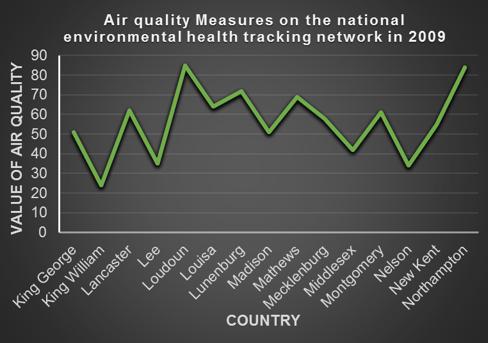 Air quality Measures on the national
environmental health tracking network in 2009
VALUE OF AIR QUALITY
90
80
70
60
50
40
30
20
10
0
King George
King William
Lancaster
Lee
Loudoun
Louisa
Lunenburg
Madison
Mathews
Mecklenburg
Middlesex
Montgomery
Nelson
New Kent
Northampton
COUNTRY